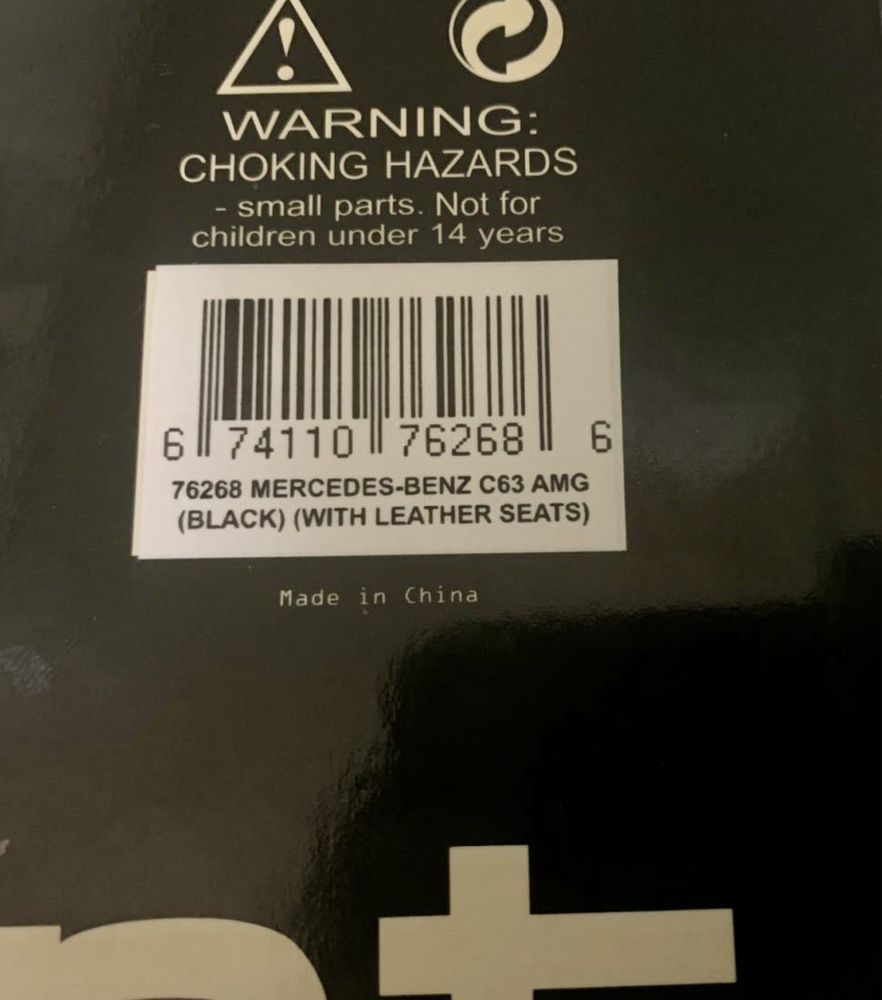 WARNING:
CHOKING HAZARDS
- small parts. Not for
children under 14 years
6 74110 76268 6
76268 MERCEDES-BENZ C63 AMG
(BLACK) (WITH LEATHER SEATS)
Made in China
nt